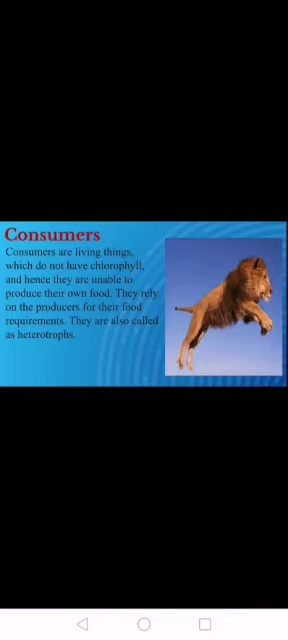 Consumers
Consumers are living things,
which do not have chlorophyll,
and hence they are unable to
produce their own food. They rely
on the producers for their food
requirements. They are also called
as heterotrophs.